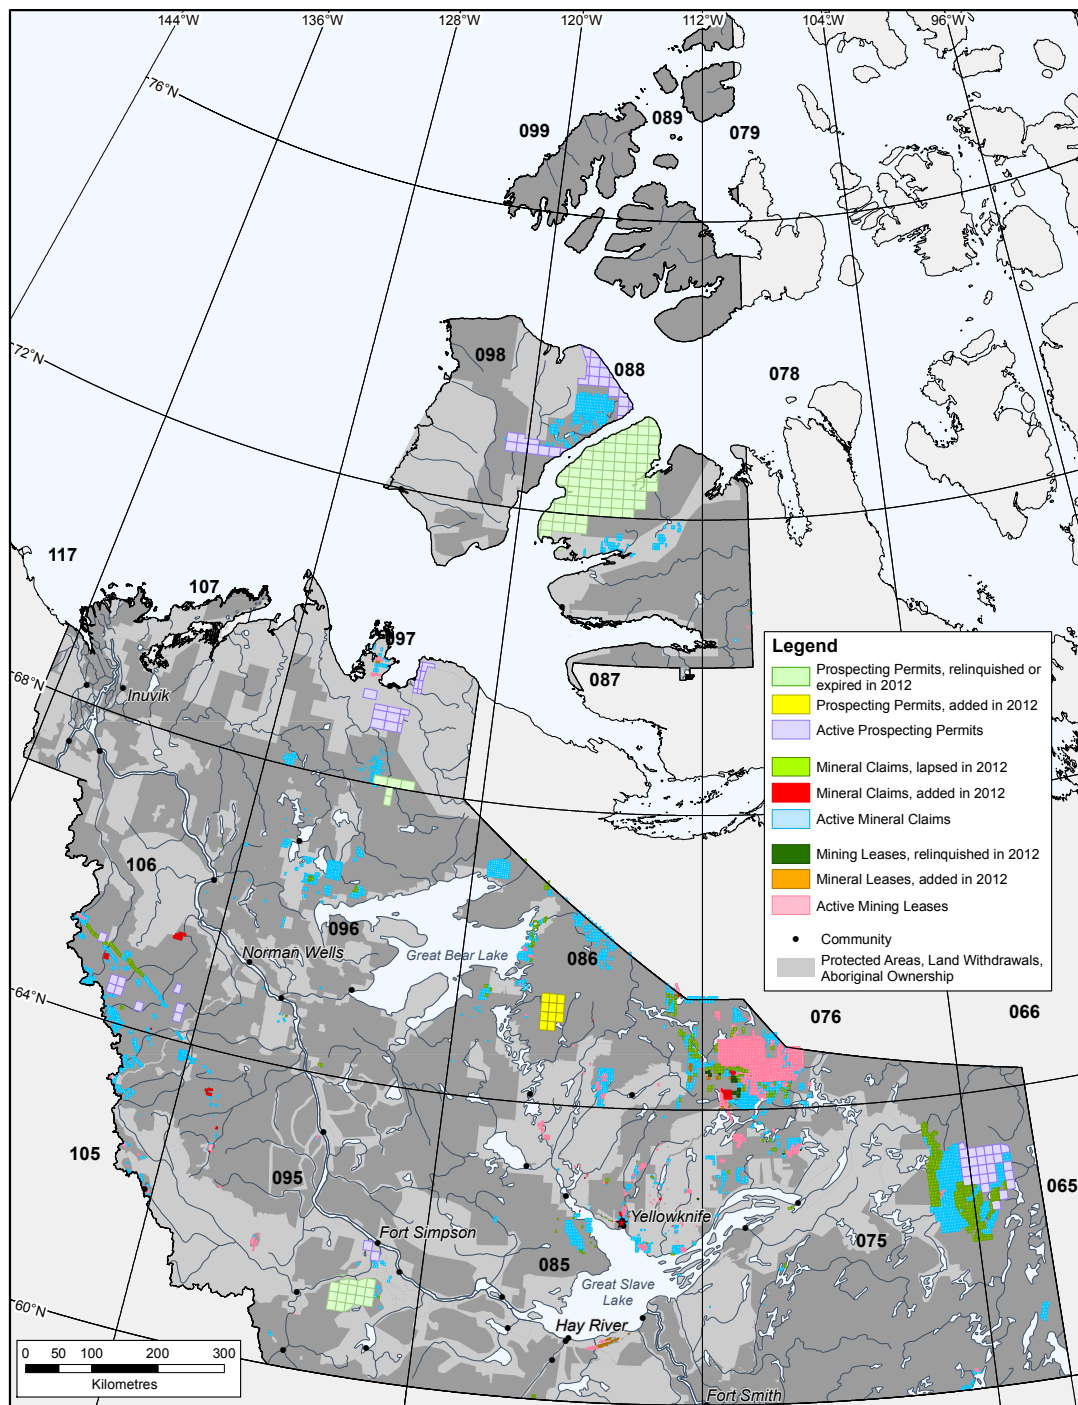 144°W
136°W
128°W
120°W
112°W
104°W
96°W
76°N
099
089
079
72°N
098
088
078
117
107
097
68°N
Inuvik
087
Legend
Prospecting Permits, relinquished or
expired in 2012
Prospecting Permits, added in 2012
Active Prospecting Permits
Mineral Claims, lapsed in 2012
Mineral Claims, added in 2012
Active Mineral Claims
Mining Leases, relinquished in 2012
Mineral Leases, added in 2012
Active Mining Leases
Community
Protected Areas, Land Withdrawals,
Aboriginal Ownership
106
096
Norman Wells
Great Bear Lake
086
64°N
076
066
105
095
065
Yellowknife
Fort Simpson
085
075
Great Slave
Lake
60°N
Hay River
0 50 100 200 300
Kilometres
Fort Smith